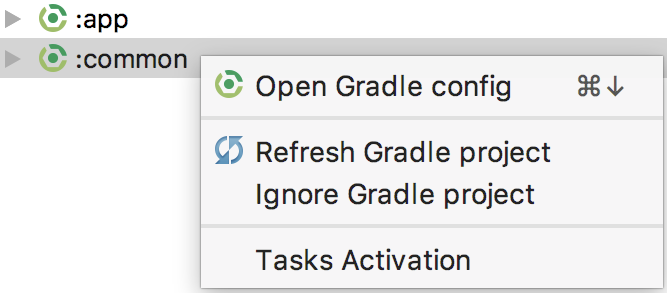 :app
:common
Open Gradle config ⌘↓
Refresh Gradle project
Ignore Gradle project
Tasks Activation